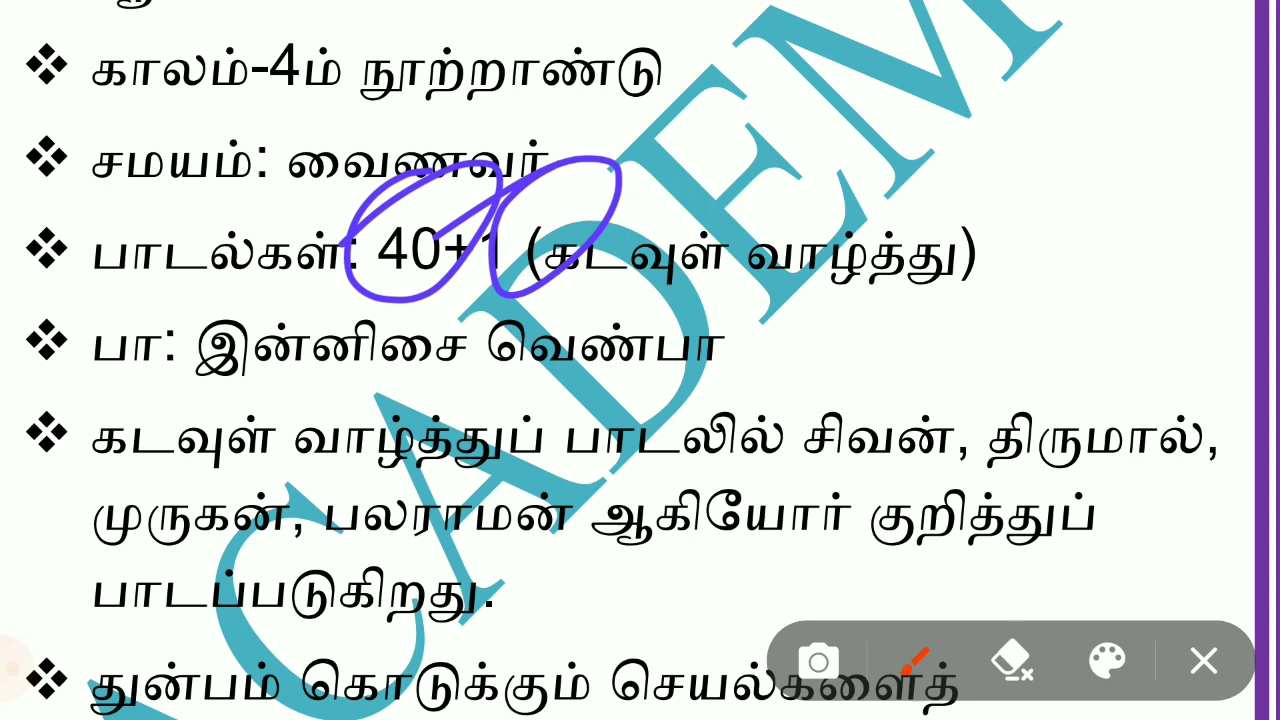 ❖ காலம்-4ம் நூற்றாண்டு
❖ சமயம்: வைணவர்
❖ பாடல்கள்: 40+1 (கடவுள் வாழ்த்து)
❖ பா: இன்னிசை வெண்பா
❖ கடவுள் வாழ்த்துப் பாடலில் சிவன், திருமால்,
முருகன், பலராமன் ஆகியோர் குறித்துப்
பாடப்படுகிறது.
❖ துன்பம் கொடுக்கும் செயல்களைத்
CADEM